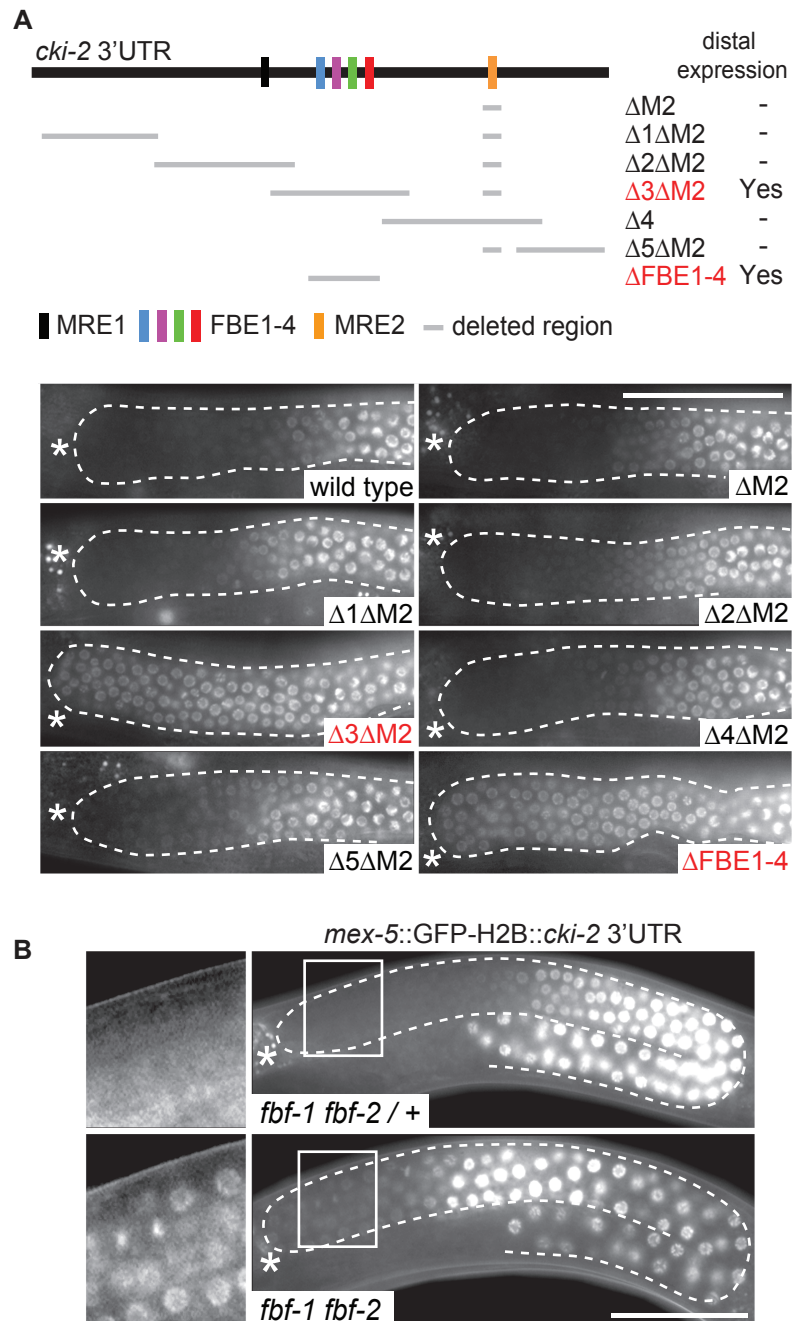 A
cki-2 3'UTR
distal expression
ΔM2 -
Δ1ΔM2 -
Δ2ΔM2 -
Δ3ΔM2 Yes
Δ4 -
Δ5ΔM2 -
ΔFBE1-4 Yes
MRE1 FBE1-4 MRE2 deleted region
* wild type
* ΔM2
* Δ1ΔM2
* Δ2ΔM2
* Δ3ΔM2
* Δ4ΔM2
* Δ5ΔM2
* ΔFBE1-4
B
mex-5::GFP-H2B::cki-2 3'UTR
*
fbf-1 fbf-2 / +
*
fbf-1 fbf-2